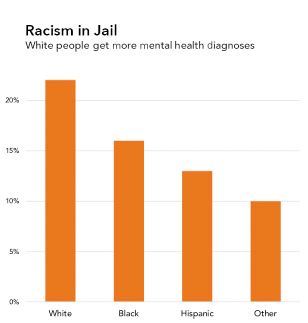 Racism in Jail
White people get more mental health diagnoses
20%
15%
10%
5%
0%
White Black Hispanic Other